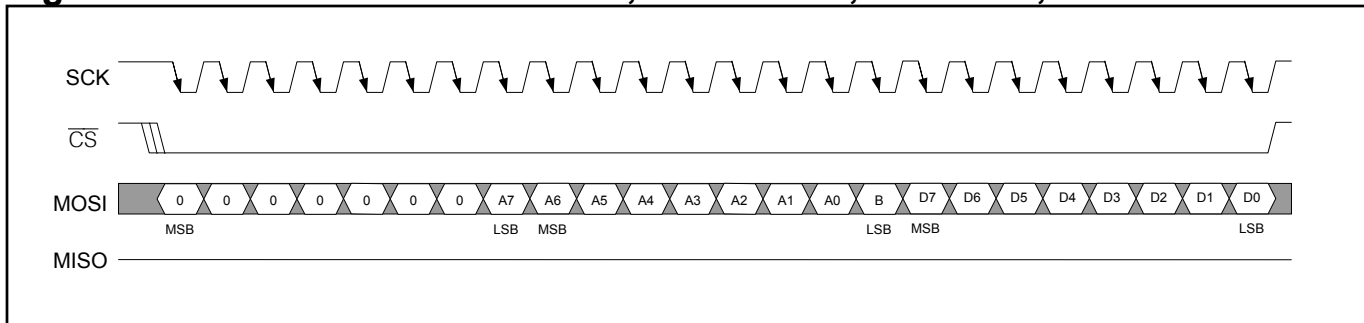 SCK
CS
MOSI 0 0 0 0 0 0 0 A7 A6 A5 A4 A3 A2 A1 A0 B D7 D6 D5 D4 D3 D2 D1 D0
MSB LSB MSB LSB MSB LSB
MISO